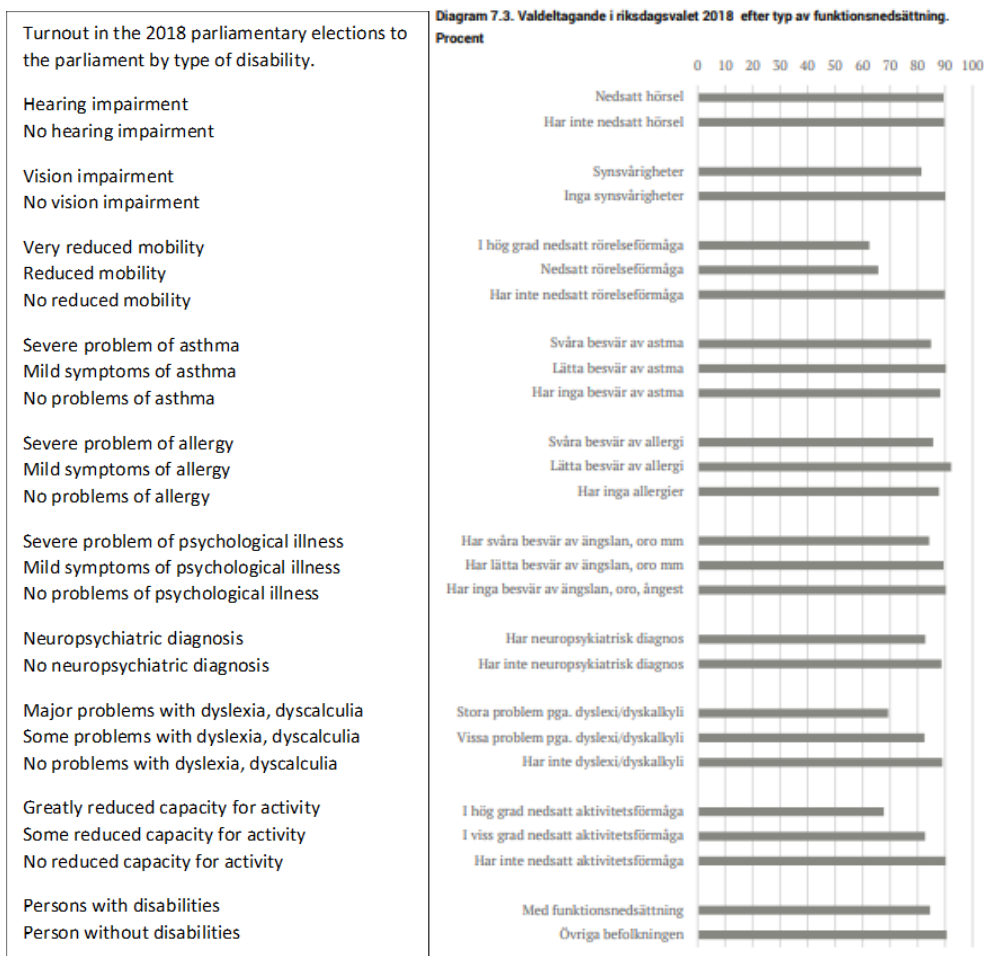 Turnout in the 2018 parliamentary elections to
the parliament by type of disability.
Hearing impairment
No hearing impairment
Vision impairment
No vision impairment
Very reduced mobility
Reduced mobility
No reduced mobility
Severe problem of asthma
Mild symptoms of asthma
No problems of asthma
Severe problem of allergy
Mild symptoms of allergy
No problems of allergy
Severe problem of psychological illness
Mild symptoms of psychological illness
No problems of psychological illness
Neuropsychiatric diagnosis
No neuropsychiatric diagnosis
Major problems with dyslexia, dyscalculia
Some problems with dyslexia, dyscalculia
No problems with dyslexia, dyscalculia
Greatly reduced capacity for activity
Some reduced capacity for activity
No reduced capacity for activity
Persons with disabilities
Person without disabilities
Diagram 7.3. Valdeltagande i riksdagsvalet 2018 efter typ av funktionsnedsättning.
Procent
0 10 20 30 40 50 60 70 80 90 100
Nedsatt hörsel
Har inte nedsatt hörsel
Synsvårigheter
Inga synsvårigheter
I hög grad nedsatt rörelseförmåga
Nedsatt rörelseförmåga
Har inte nedsatt rörelseförmåga
Svåra besvär av astma
Lätta besvär av astma
Har inga besvär av astma
Svåra besvär av allergi
Lätta besvär av allergi
Har inga allergier
Har svåra besvär av ängslan, oro mm
Har lätta besvär av ängslan, oro mm
Har inga besvär av ängslan, oro, ångest
Har neuropsykiatrisk diagnos
Har inte neuropsykiatrisk diagnos
Stora problem pga. dyslexi/dyskalkyli
Vissa problem pga. dyslexi/dyskalkyli
Har inte dyslexi/dyskalkyli
I hög grad nedsatt aktivitetsförmåga
I viss grad nedsatt aktivitetsförmåga
Har inte nedsatt aktivitetsförmåga
Med funktionsnedsättning
Övriga befolkningen